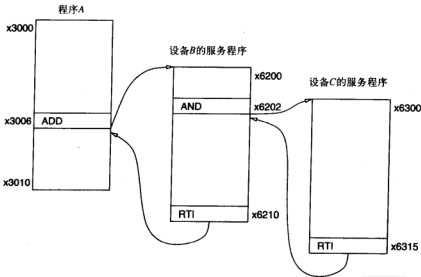 程序A
x3000
x3006 ADD
x3010
设备B的服务程序
x6200
AND x6202
RTI x6210
设备C的服务程序
x6300
RTI x6315